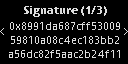 Signature (1/3)
0x8991da687cff53009
59810a08c4ec183bb2
a56dc82f5aac2b24f11